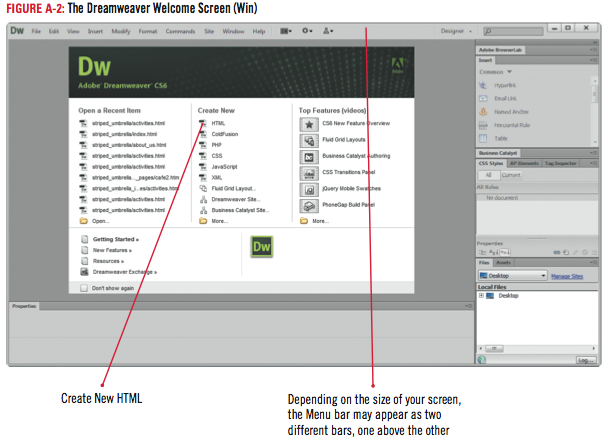 FIGURE A-2: The Dreamweaver Welcome Screen (Win)
Dw File Edit View Insert Modify Format Commands Site Window Help Designer
Dw
Adobe® Dreamweaver® CS6
Adobe
Open a Recent Item
striped_umbrella/activities.html
striped_umbrella/index.html
striped_umbrella/about_us.html
striped_umbrella/activities.html
striped_umbrella/activities.html
striped_umbrella..._pages/cafe2.html
striped_umbrella_i...es/activities.html
striped_umbrella/activities.html
striped_umbrella/activities.html
Open...
Create New
HTML
ColdFusion
PHP
CSS
JavaScript
XML
Fluid Grid Layout...
Dreamweaver Site...
Business Catalyst Site...
More...
Top Features (videos)
CS6 New Feature Overview
Fluid Grid Layouts
Business Catalyst Authoring
CSS Transitions Panel
jQuery Mobile Swatches
PhoneGap Build Panel
More...
Getting Started »
New Features »
Resources »
Dreamweaver Exchange »
Dw
Don't show again
Properties
Adobe BrowserLab
Insert
Common
Hyperlink
Email Link
Named Anchor
Horizontal Rule
Table
Business Catalyst
CSS Styles AP Elements Tag Inspector
All Current
All Rules
No document
Properties
Files Assets
Desktop Manage Sites
Local Files
Desktop
Log...
Create New HTML
Depending on the size of your screen,
the Menu bar may appear as two
different bars, one above the other